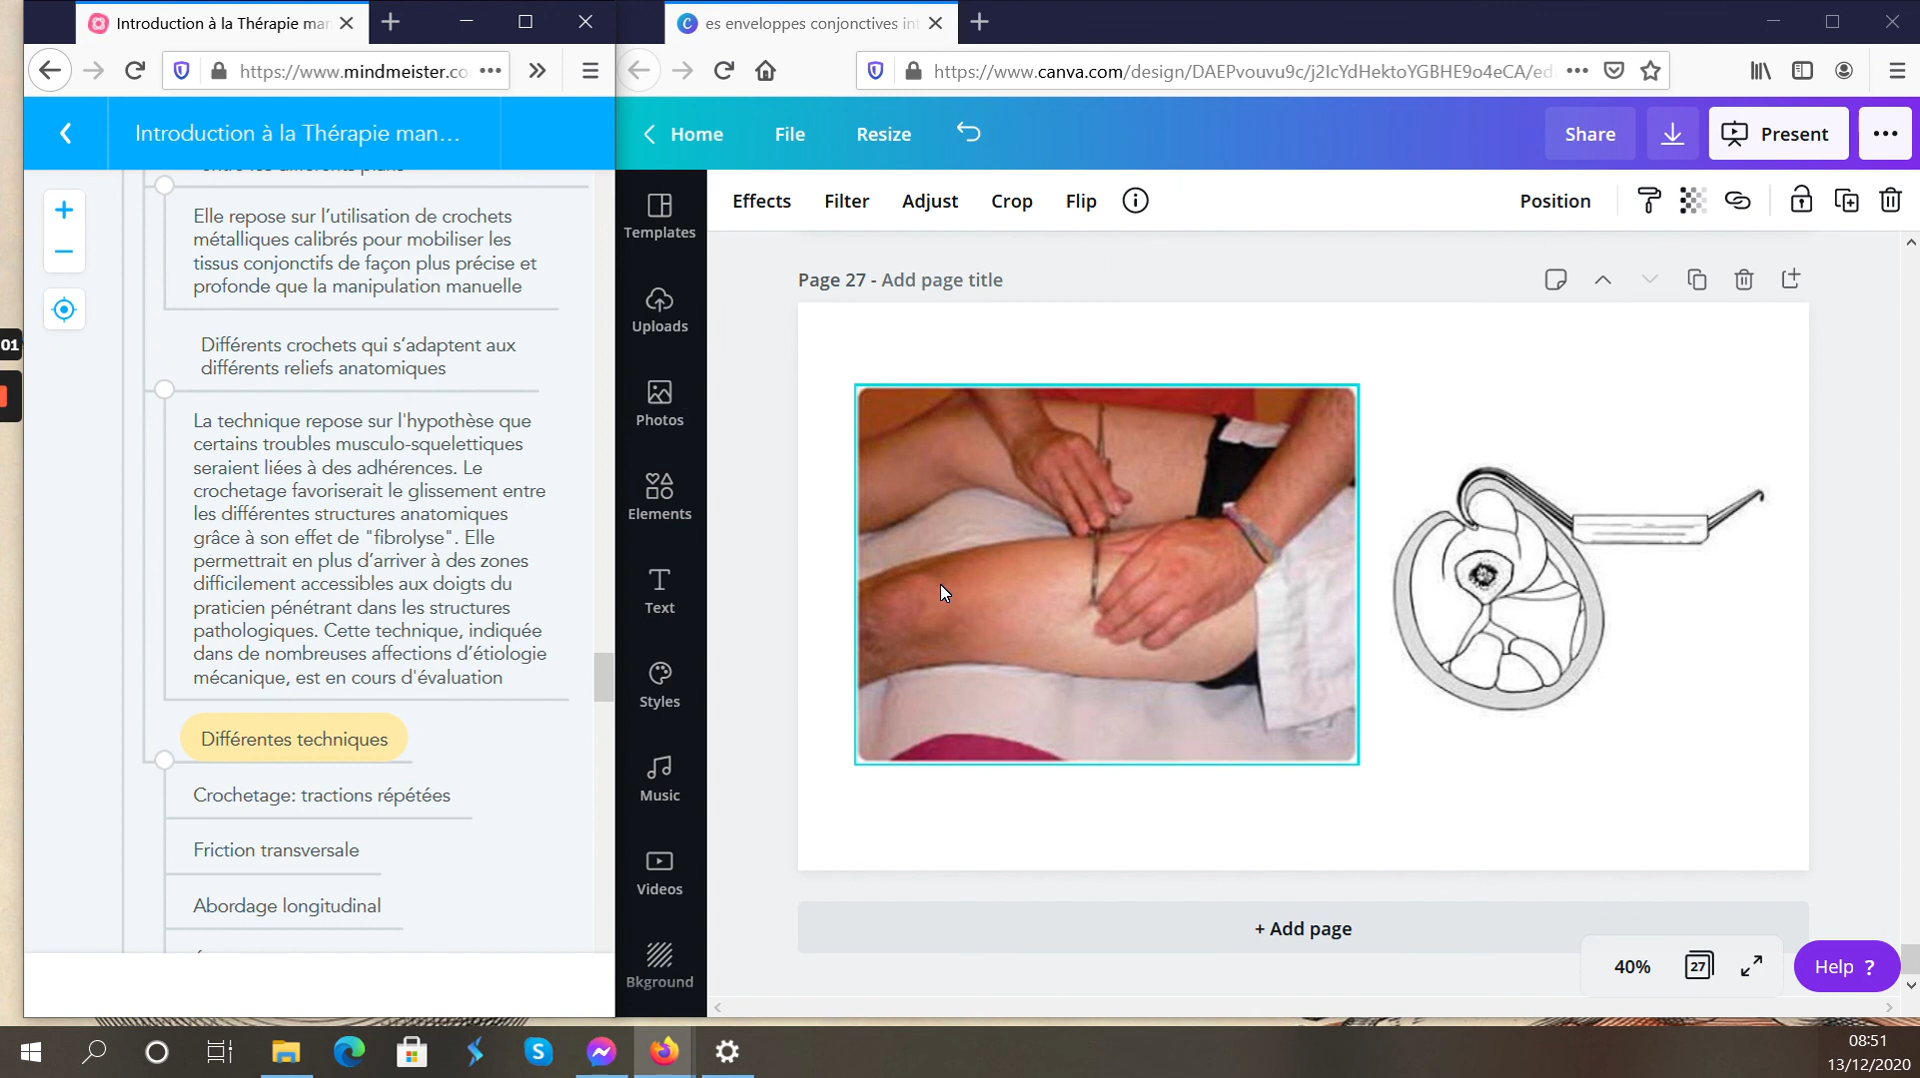 Introduction à la Thérapie man
https://www.mindmeister.co
Introduction à la Thérapie man...
Elle repose sur l'utilisation de crochets
métalliques calibrés pour mobiliser les
tissus conjonctifs de façon plus précise et
profonde que la manipulation manuelle
Différents crochets qui s'adaptent aux
différents reliefs anatomiques
La technique repose sur l'hypothèse que
certains troubles musculo-squelettiques
seraient liées à des adhérences. Le
crochetage favoriserait le glissement entre
les différentes structures anatomiques
grâce à son effet de "fibrolyse". Elle
permettrait en plus d'arriver à des zones
difficilement accessibles aux doigts du
praticien pénétrant dans les structures
pathologiques. Cette technique, indiquée
dans de nombreuses affections d'étiologie
mécanique, est en cours d'évaluation
Différentes techniques
Crochetage: tractions répétées
Friction transversale
Abordage longitudinal
01
es enveloppes conjonctives int
https://www.canva.com/design/DAEPvouvu9c/j2IcYdHektoYGBHE9o4eCA/ed
Home
File
Resize
Share
Present
Effects
Filter
Adjust
Crop
Flip
Position
Templates
Uploads
Photos
Elements
Text
Styles
Music
Videos
Bkground
Page 27 - Add page title
+ Add page
40%
27
Help ?
08:51
13/12/2020